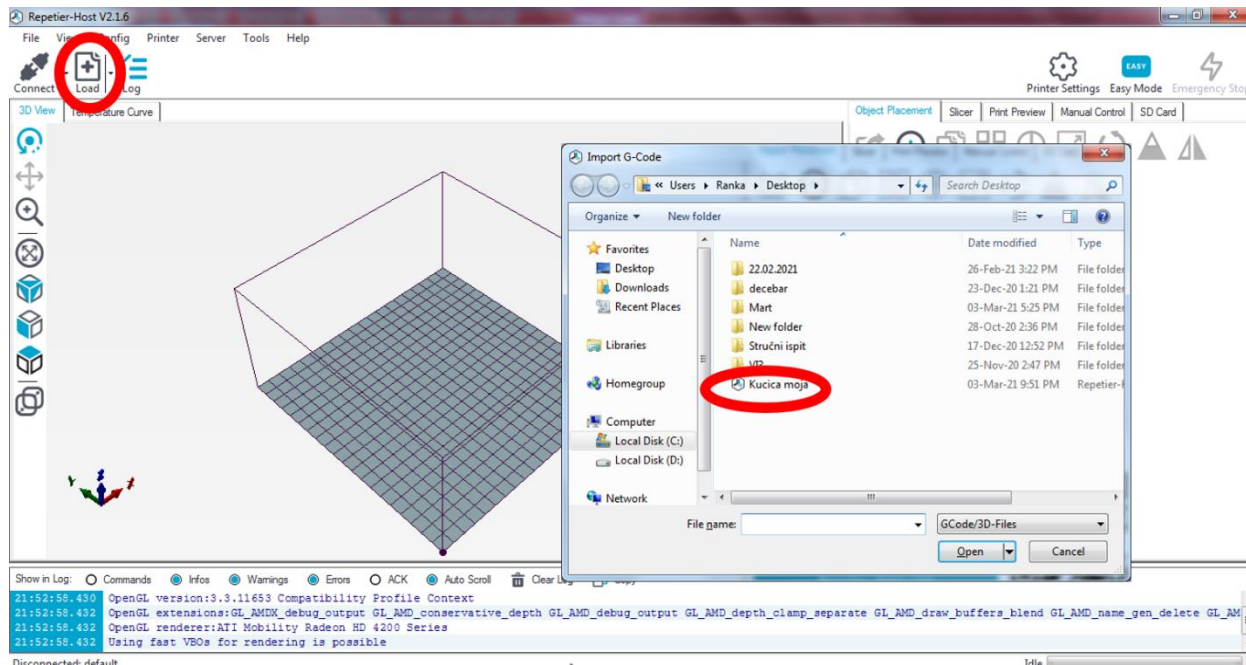 Repetier-Host V2.1.6
File View Config Printer Server Tools Help
Connect Load Log
Printer Settings Easy Mode Emergency Stop
EASY
3D View Temperature Curve
Object Placement Slicer Print Preview Manual Control SD Card
Import G-Code
« Users Ranka Desktop
Search Desktop
Organize New folder
Name Date modified Type
Favorites
Desktop
Downloads
Recent Places
Libraries
Homegroup
Computer
Local Disk (C:)
Local Disk (D:)
Network
22.02.2021 26-Feb-21 3:22 PM File folder
decebar 23-Dec-20 1:21 PM File folder
Mart 03-Mar-21 5:25 PM File folder
New folder 28-Oct-20 2:36 PM File folder
Stručni ispit 17-Dec-20 12:52 PM File folder
25-Nov-20 2:47 PM File folder
Kucica moja 03-Mar-21 9:51 PM
File name: GCode/3D-Files
Open Cancel
Show in Log: Commands Infos Warnings Errors ACK Auto Scroll Clear Log Copy
21:52:58.430 OpenGL version:3.3.11653 Compatibility Profile Context
21:52:58.432 OpenGL extensions:GL_AMDX_debug_output GL_AMD_conservative_depth GL_AMD_debug_output GL_AMD_depth_clamp_separate GL_AMD_draw_buffers_blend GL_AMD_name_gen_delete GL_AM
21:52:58.432 OpenGL renderer:ATI Mobility Radeon HD 4200 Series
21:52:58.432 Using fast VBOs for rendering is possible
Disconnected: default Idle